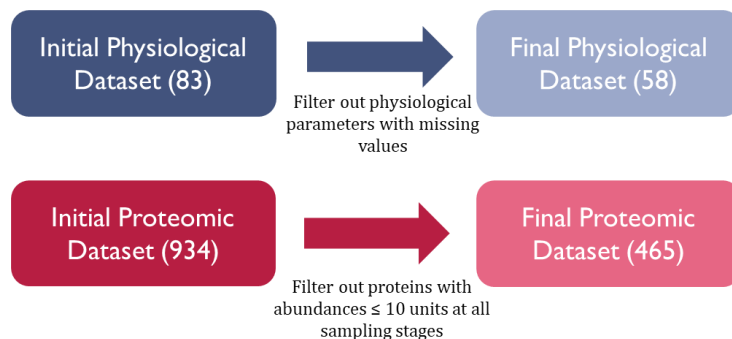 Initial Physiological
Dataset (83)
Filter out physiological
parameters with missing
values
Final Physiological
Dataset (58)
Initial Proteomic
Dataset (934)
Filter out proteins with
abundances ≤ 10 units at all
sampling stages
Final Proteomic
Dataset (465)